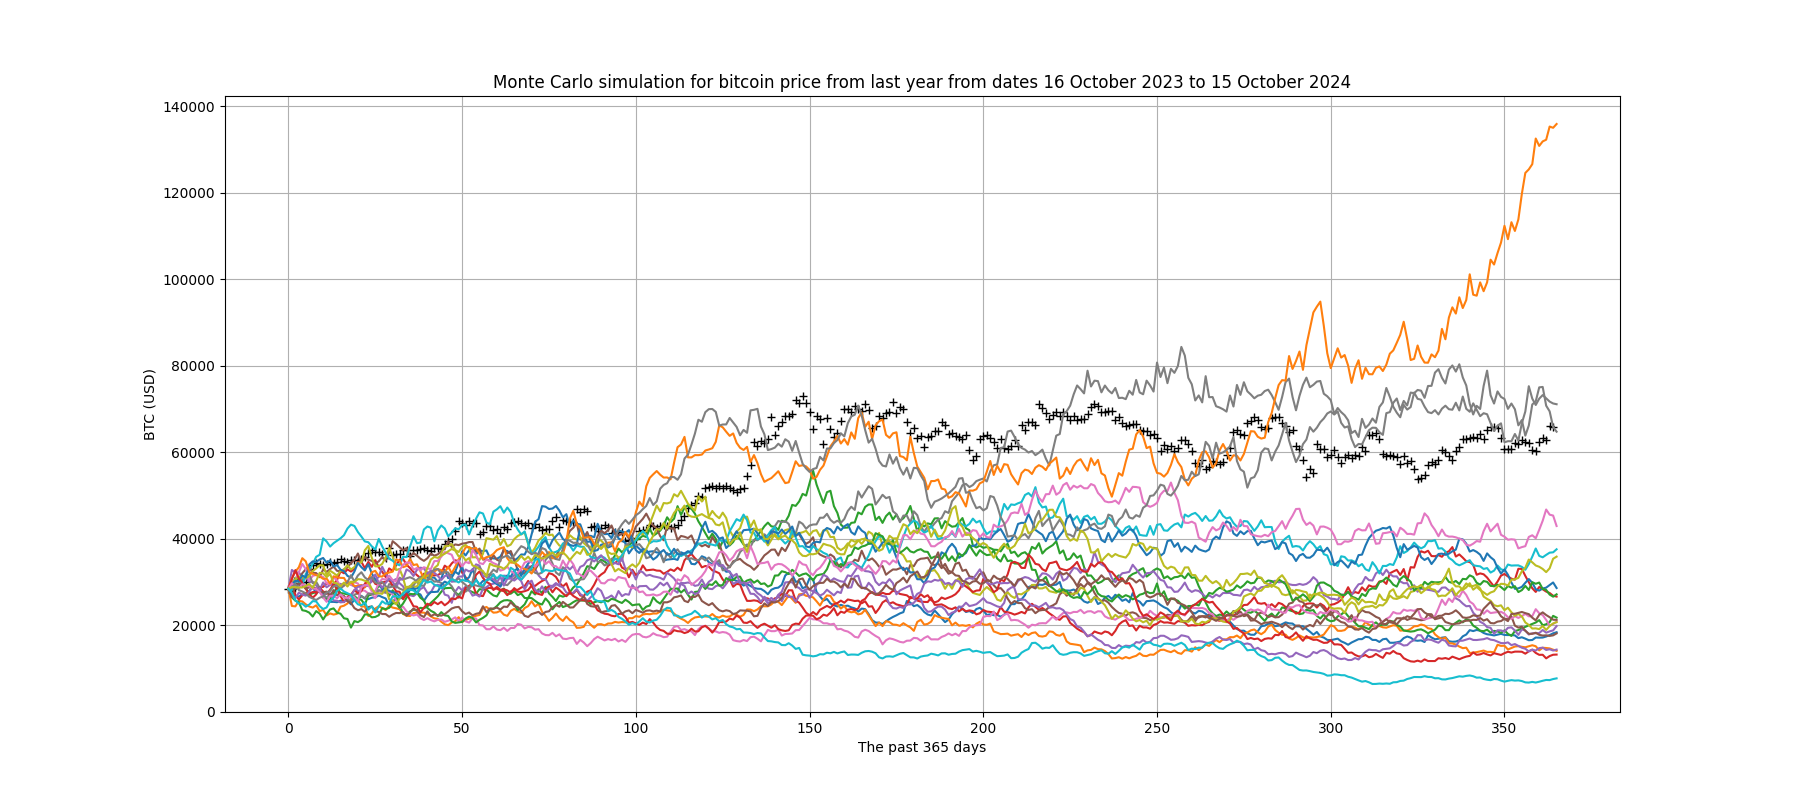 Monte Carlo simulation for bitcoin price from last year from dates 16 October 2023 to 15 October 2024
140000
120000
100000
80000
60000
40000
20000
0
BTC (USD)
0 50 100 150 200 250 300 350
The past 365 days